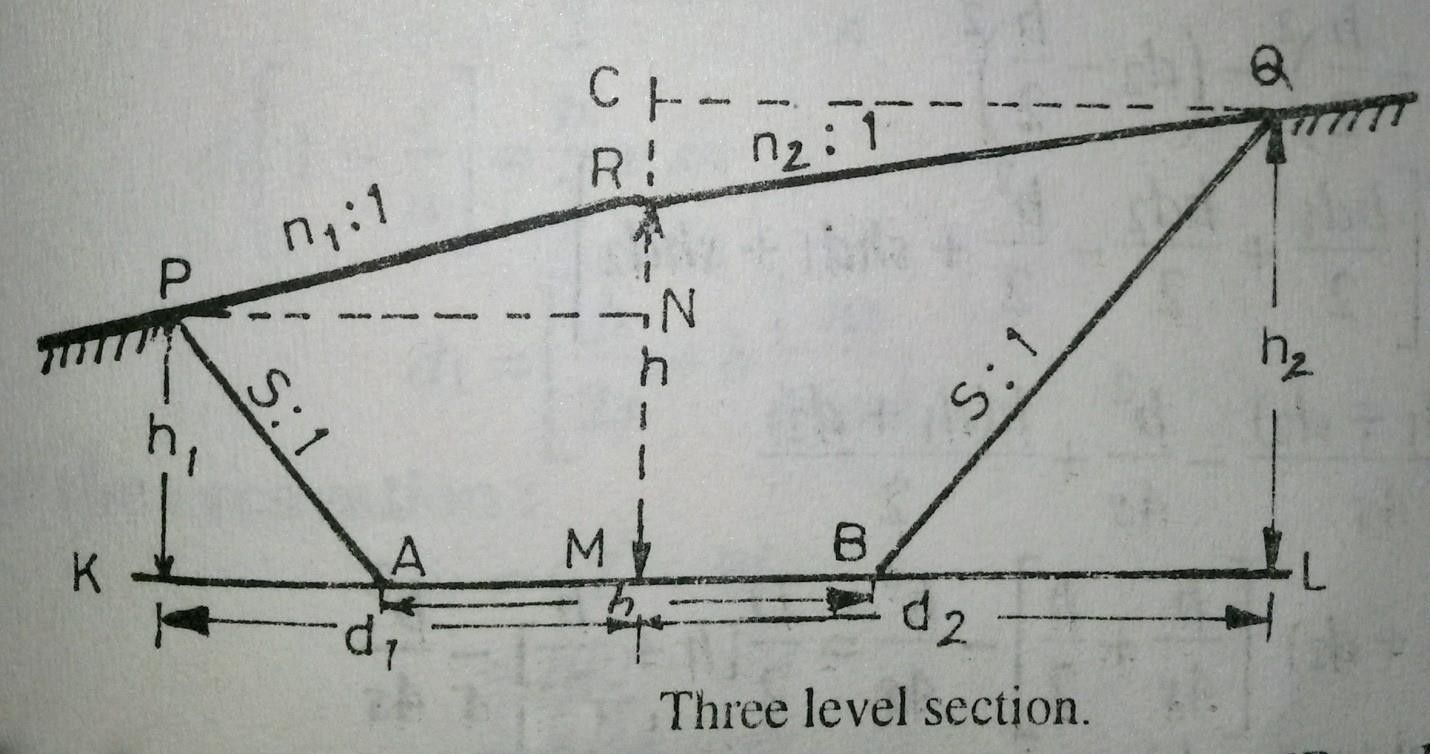 C
Q
n₂:1
R
n₁:1
P
N
h
S:1
S:1
h₂
h₁
K
A
M
B
L
b
d₁
d₂
Three level section.